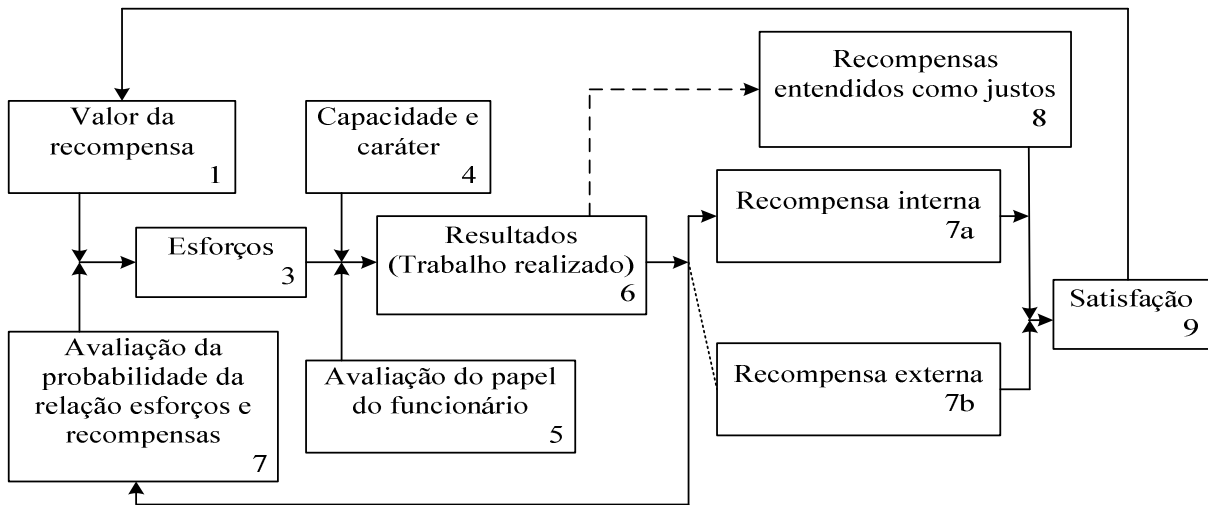 Valor da
recompensa
1
Capacidade e
caráter
4
Recompensas
entendidos como justos
8
Esforços
3
Resultados
(Trabalho realizado)
6
Recompensa interna
7a
Avaliação da
probabilidade da
relação esforços e
recompensas
7
Avaliação do papel
do funcionário
5
Recompensa externa
7b
Satisfação
9